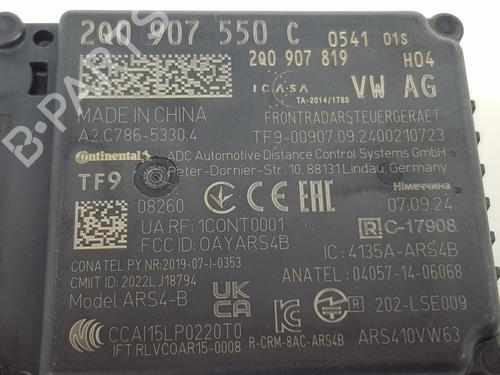 2Q0 907 550 C 0541 01S
2Q0 907 819 H04
ICASA
TA-2014/1783
VW AG
MADE IN CHINA
FRONTRADARSTEUERGERAET
A2C786-5330.4
TF9-00907.09.2400210723
Continental
ADC Automotive Distance Control Systems GmbH
Peter-Dornier-Str. 10, 88131 Lindau, Germany
TF9
Німеччина
08260
07.09.24
UA RF: 1CONT0001
R C-17908
FCC ID: OAYARS4B
IC: 4135A-ARS4B
CONATEL PY NR: 2019-07-I-0353
ANATEL: 04057-14-06068
CMIIT ID: 2022LJ18794
Model ARS4-B
UK CA
R 202-LSE009
CCAI15LP0220T0
IFT RLVCOAR15-0008
R-CRM-8AC-ARS4B
ARS410VW63
B-PARTS